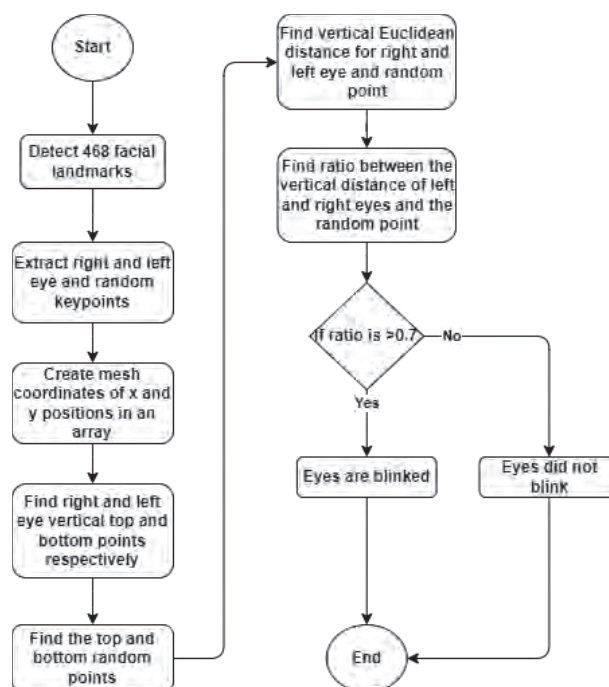 Start
Detect 468 facial
landmarks
Extract right and left
eye and random
keypoints
Create mesh
coordinates of x and
y positions in an
array
Find right and left
eye vertical top and
bottom points
respectively
Find the top and
bottom random
points
Find vertical Euclidean
distance for right and
left eye and random
point
Find ratio between the
vertical distance of left
and right eyes and the
random point
If ratio is >0.7
No
Yes
Eyes are blinked
Eyes did not
blink
End